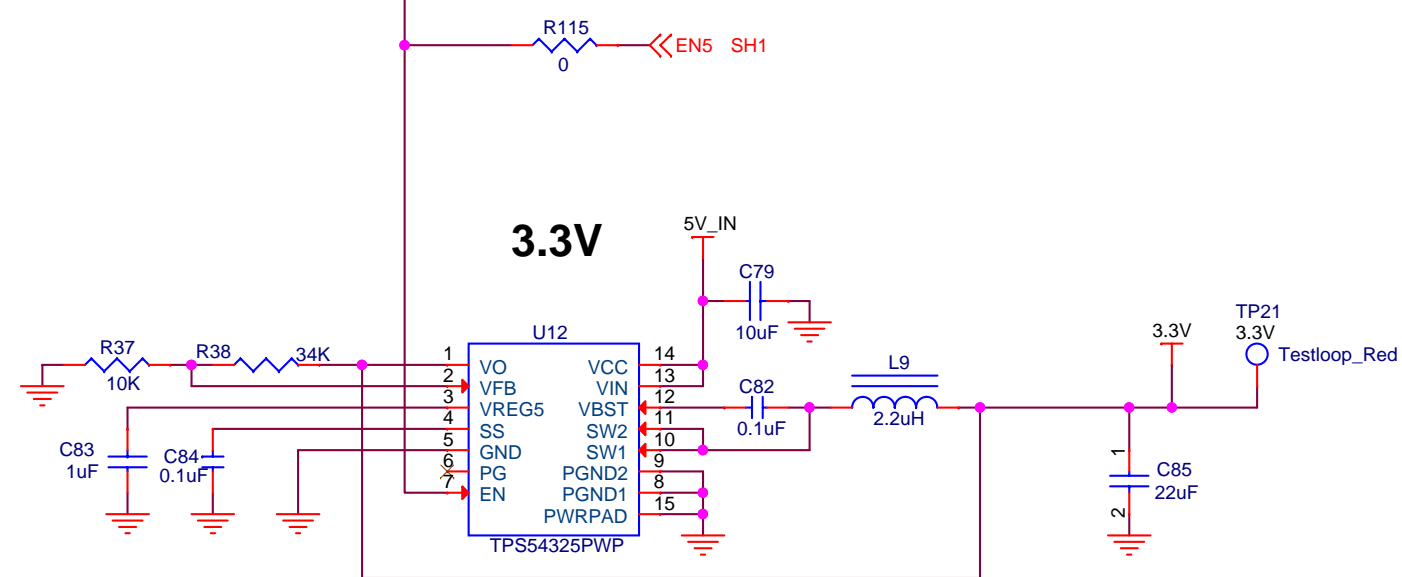 R115
EN5 SH1
0
3.3V
5V_IN
C79
10uF
TP21
3.3V
3.3V
Testloop_Red
U12
R37
10K
R38
34K
1
VO
2
VFB
3
VREG5
4
SS
5
GND
6
PG
7
EN
14
VCC
13
VIN
12
VBST
11
SW2
10
SW1
9
PGND2
8
PGND1
15
PWRPAD
TPS54325PWP
C82
0.1uF
L9
2.2uH
C83
1uF
C84
0.1uF
1
C85
22uF
2